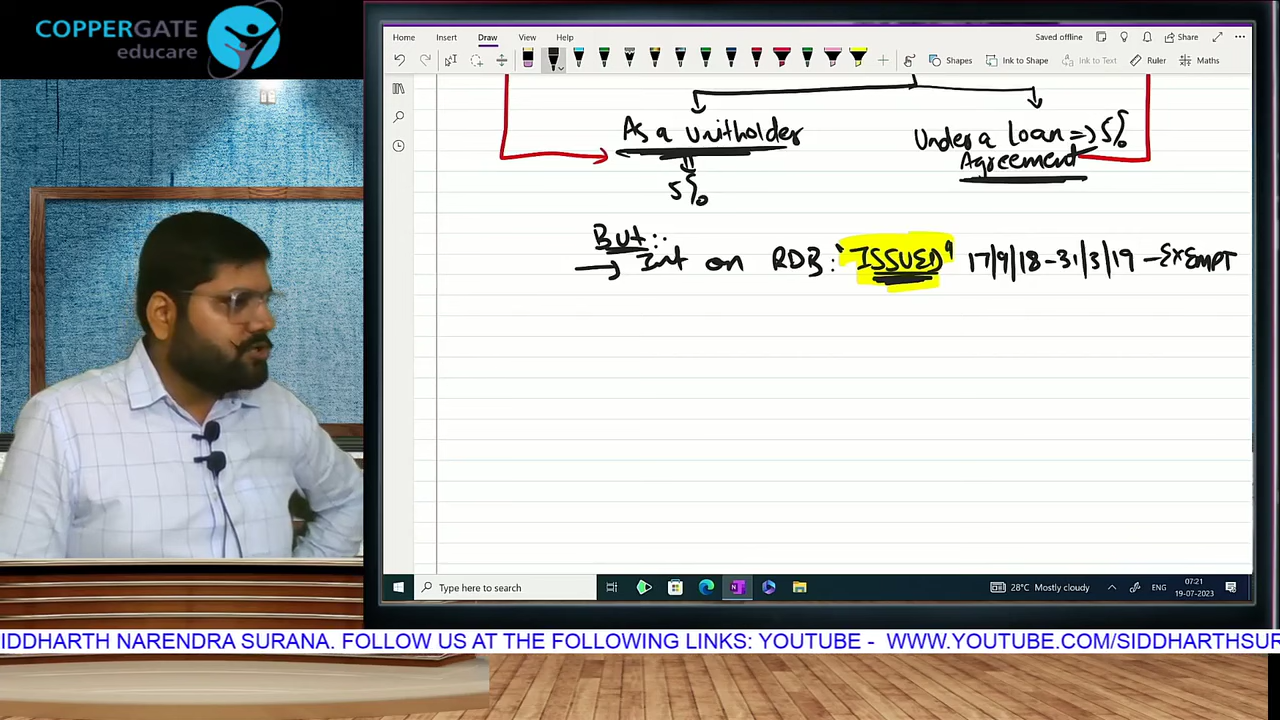 COPPERGATE
educare
Home Insert Draw View Help
Saved offline
Share
Shapes Ink to Shape Ink to Text Ruler Maths
As a unitholder
5%
Under a loan => 5%
Agreement
But::
Int on RDB: "ISSUED" 17/9/18-31/3/19 - EXEMPT
Type here to search
28°C Mostly cloudy
ENG
07:21
19-07-2023
SIDDHARTH NARENDRA SURANA. FOLLOW US AT THE FOLLOWING LINKS: YOUTUBE - WWW.YOUTUBE.COM/SIDDHARTHSUR